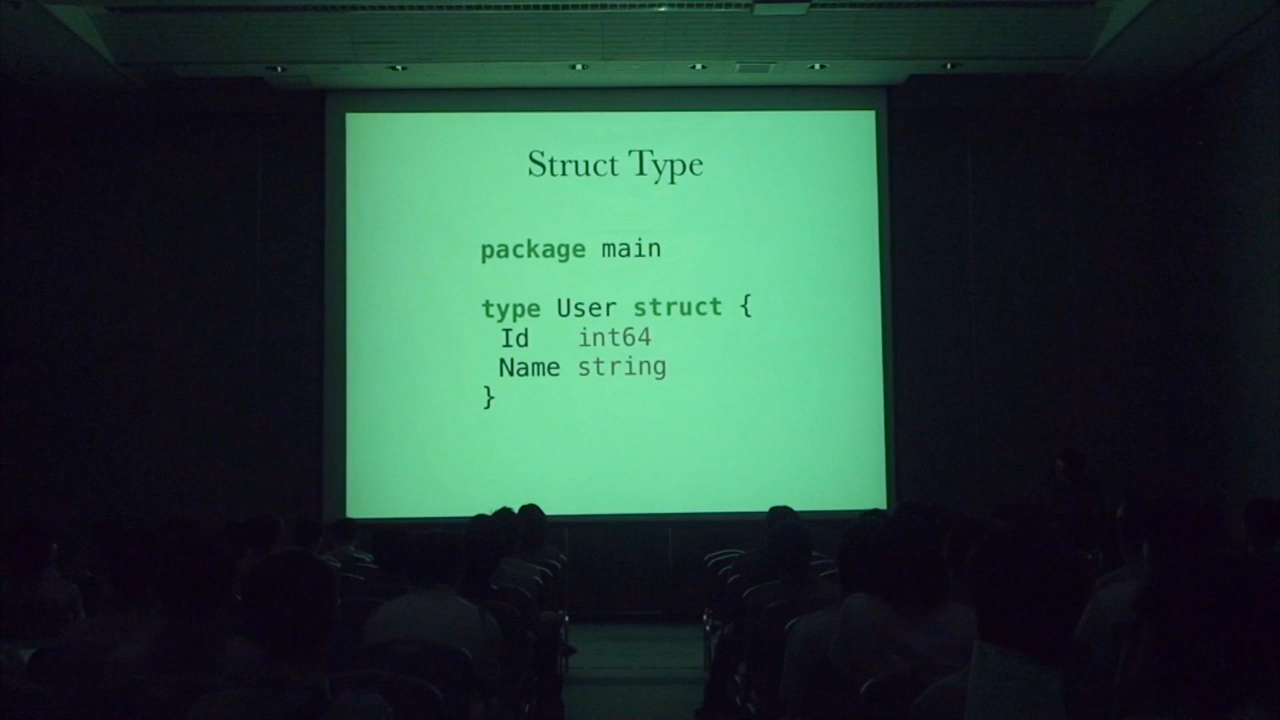 Struct Type
package main
type User struct {
Id int64
Name string
}